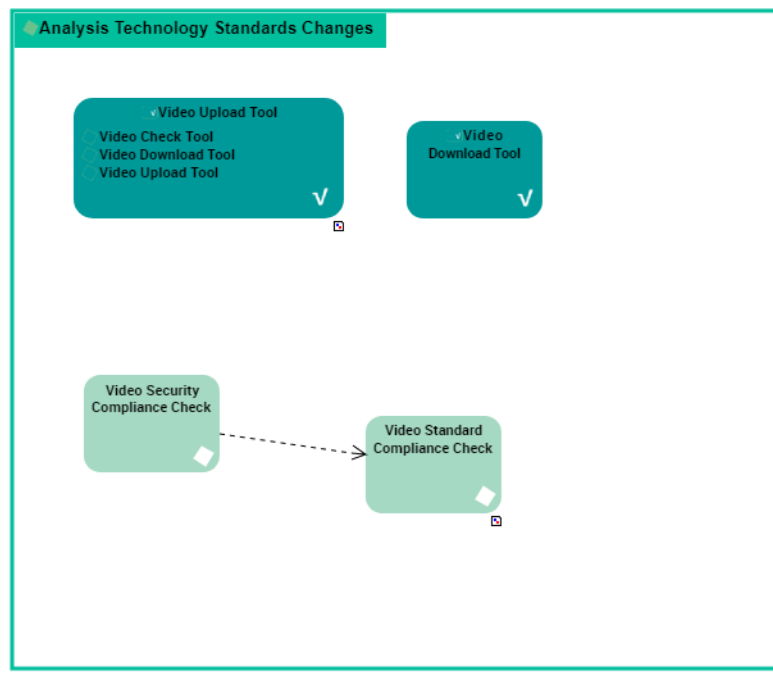 Analysis Technology Standards Changes
√Video Upload Tool
Video Check Tool
Video Download Tool
Video Upload Tool
√
√Video
Download Tool
√
Video Security
Compliance Check
Video Standard
Compliance Check